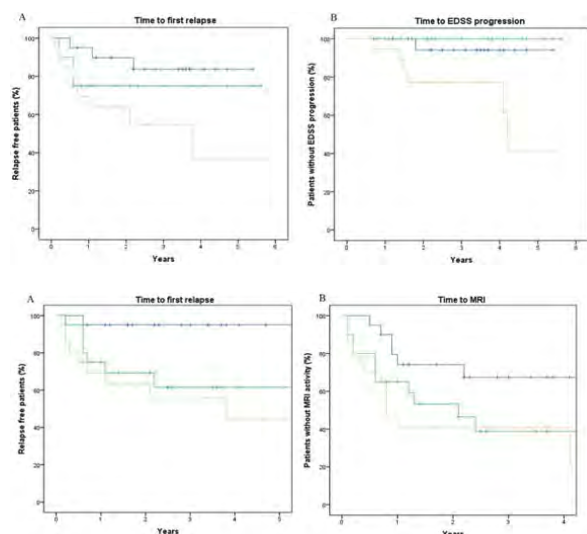 A
Time to first relapse
Relapse free patients (%)
100
80
60
40
20
0
0 1 2 3 4 5 6
Years
B
Time to EDSS progression
Patients without EDSS progression (%)
100
80
60
40
20
0
0 1 2 3 4 5 6
Years
A
Time to first relapse
Relapse free patients (%)
100
80
60
40
20
0
0 1 2 3 4 5
Years
B
Time to MRI
Patients without MRI activity (%)
100
80
60
40
20
0
0 1 2 3 4
Years